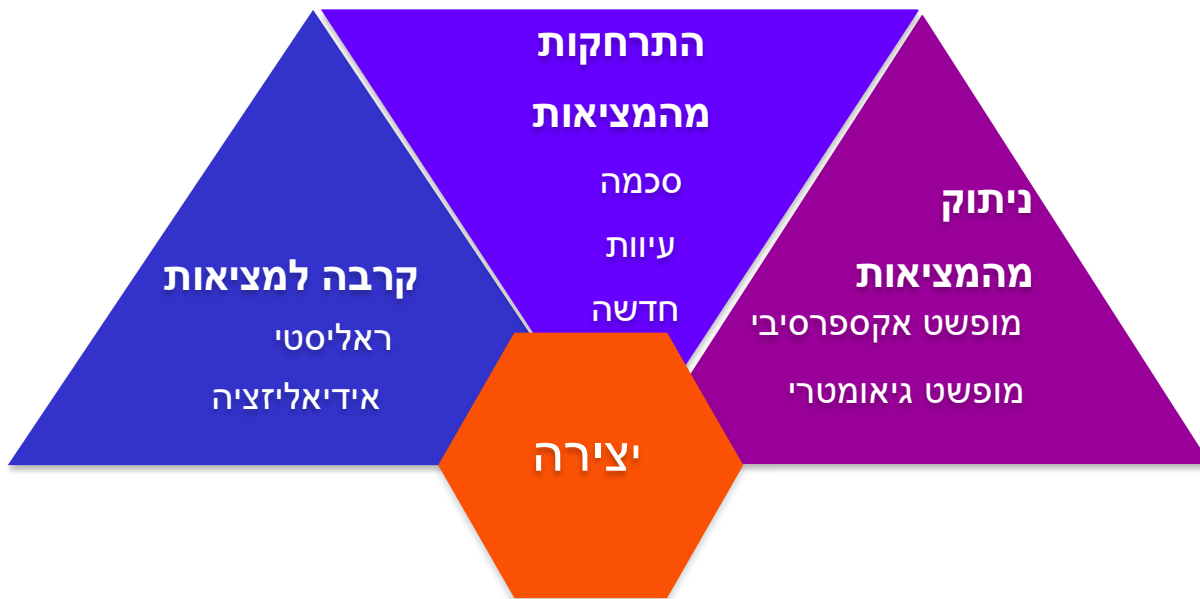 ניתוק
מהמציאות
מופשט אקספרסיבי
מופשט גיאומטרי
התרחקות
מהמציאות
סכמה
עיוות
חדשה
קרבה למציאות
ראליסטי
אידיאליזציה
יצירה